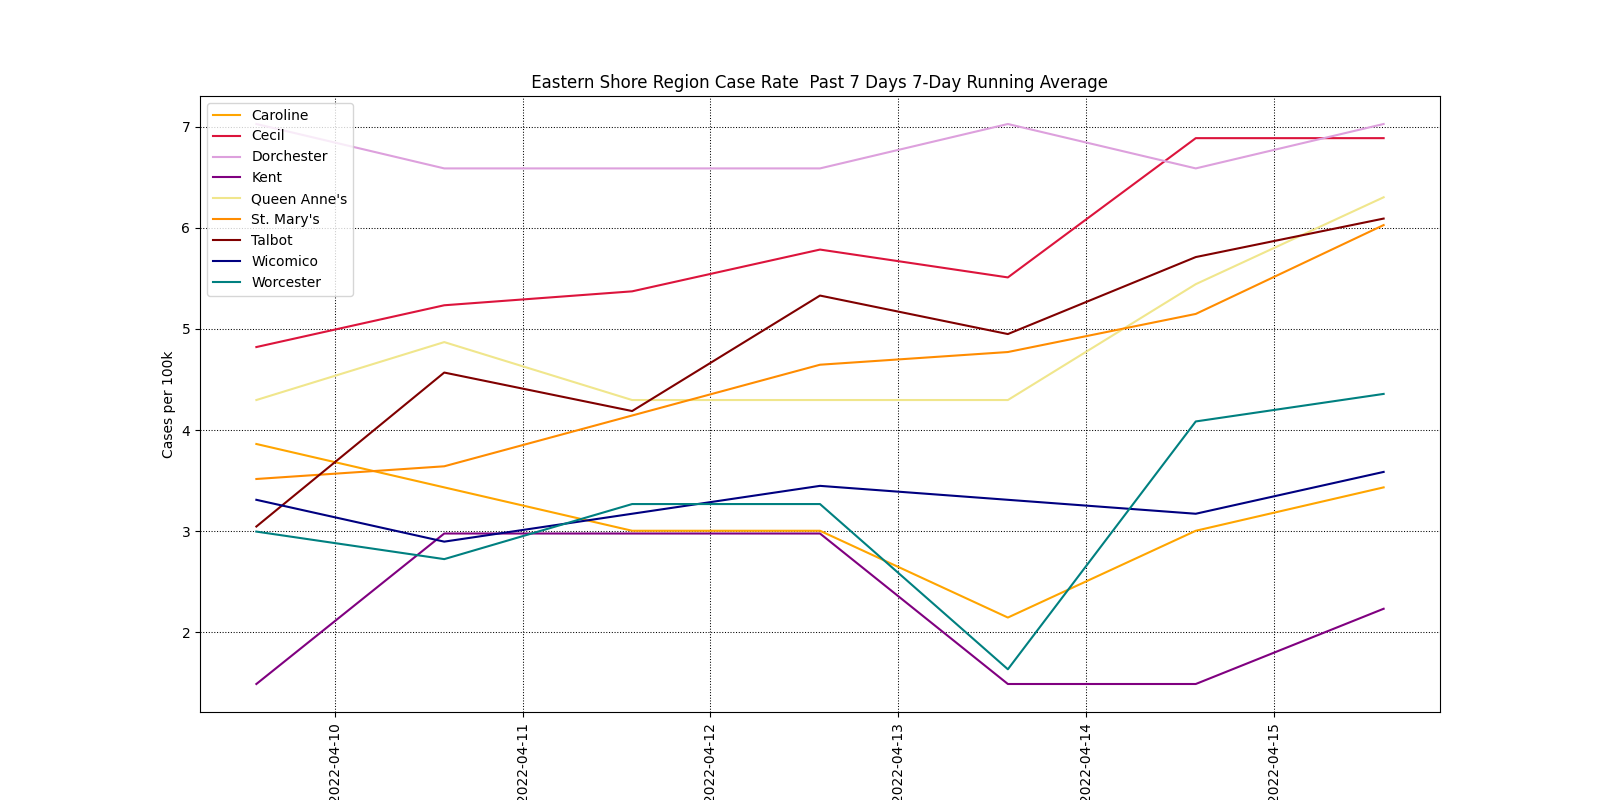 Eastern Shore Region Case Rate  Past 7 Days 7-Day Running Average
Caroline
Cecil
Dorchester
Kent
Queen Anne's
St. Mary's
Talbot
Wicomico
Worcester
7
6
5
4
3
2
Cases per 100k
2022-04-10
2022-04-11
2022-04-12
2022-04-13
2022-04-14
2022-04-15